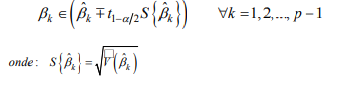 β_k ∈ (β̂_k ∓ t_{1−α/2} S{β̂_k}) ∀k = 1, 2, ..., p − 1
onde: S{β̂_k} = √V̂(β̂_k)